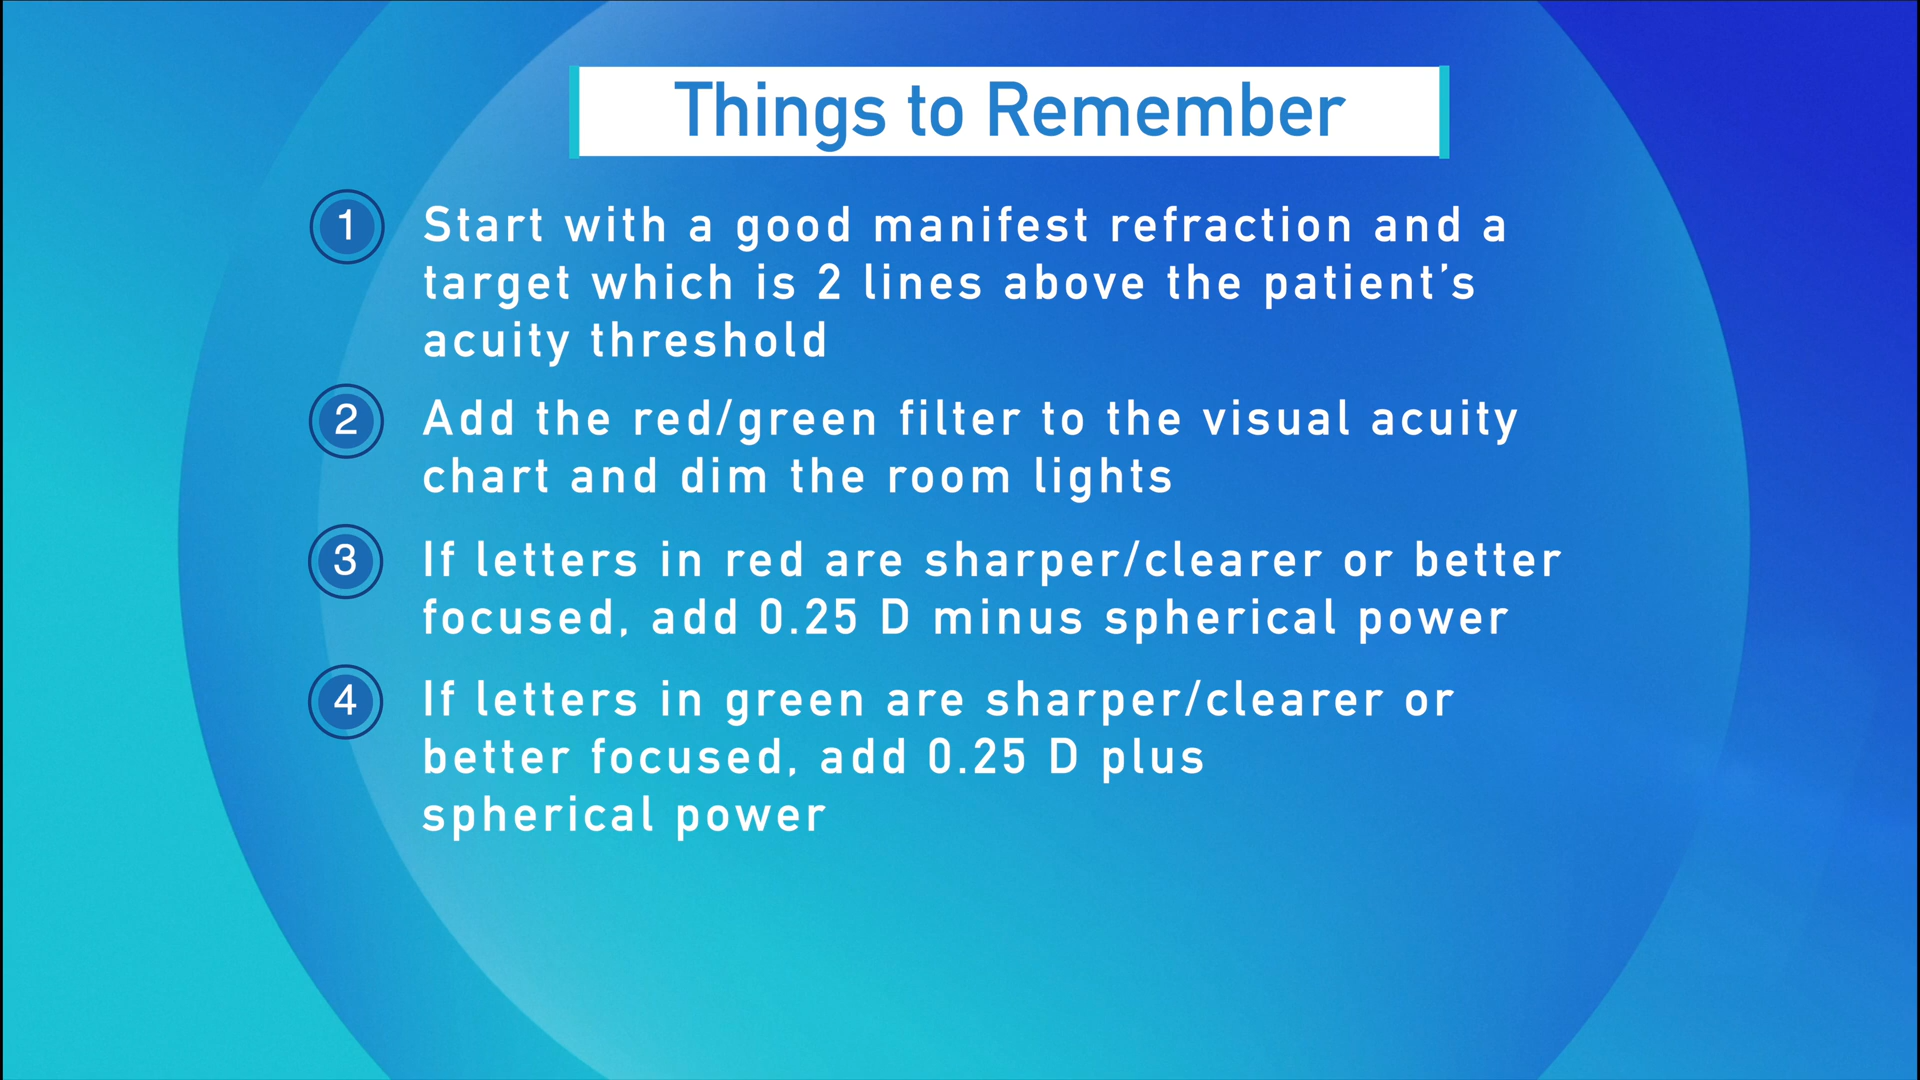 Things to Remember
1 Start with a good manifest refraction and a
target which is 2 lines above the patient’s
acuity threshold
2 Add the red/green filter to the visual acuity
chart and dim the room lights
3 If letters in red are sharper/clearer or better
focused, add 0.25 D minus spherical power
4 If letters in green are sharper/clearer or
better focused, add 0.25 D plus
spherical power